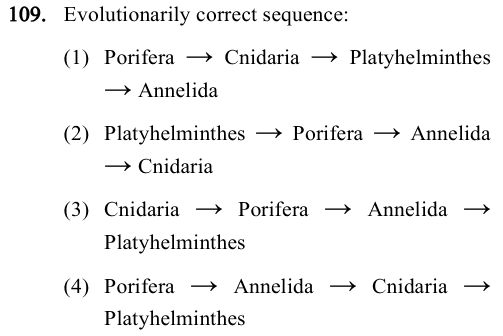 109. Evolutionarily correct sequence:
(1) Porifera → Cnidaria → Platyhelminthes
→ Annelida
(2) Platyhelminthes → Porifera → Annelida
→ Cnidaria
(3) Cnidaria → Porifera → Annelida →
Platyhelminthes
(4) Porifera → Annelida → Cnidaria →
Platyhelminthes